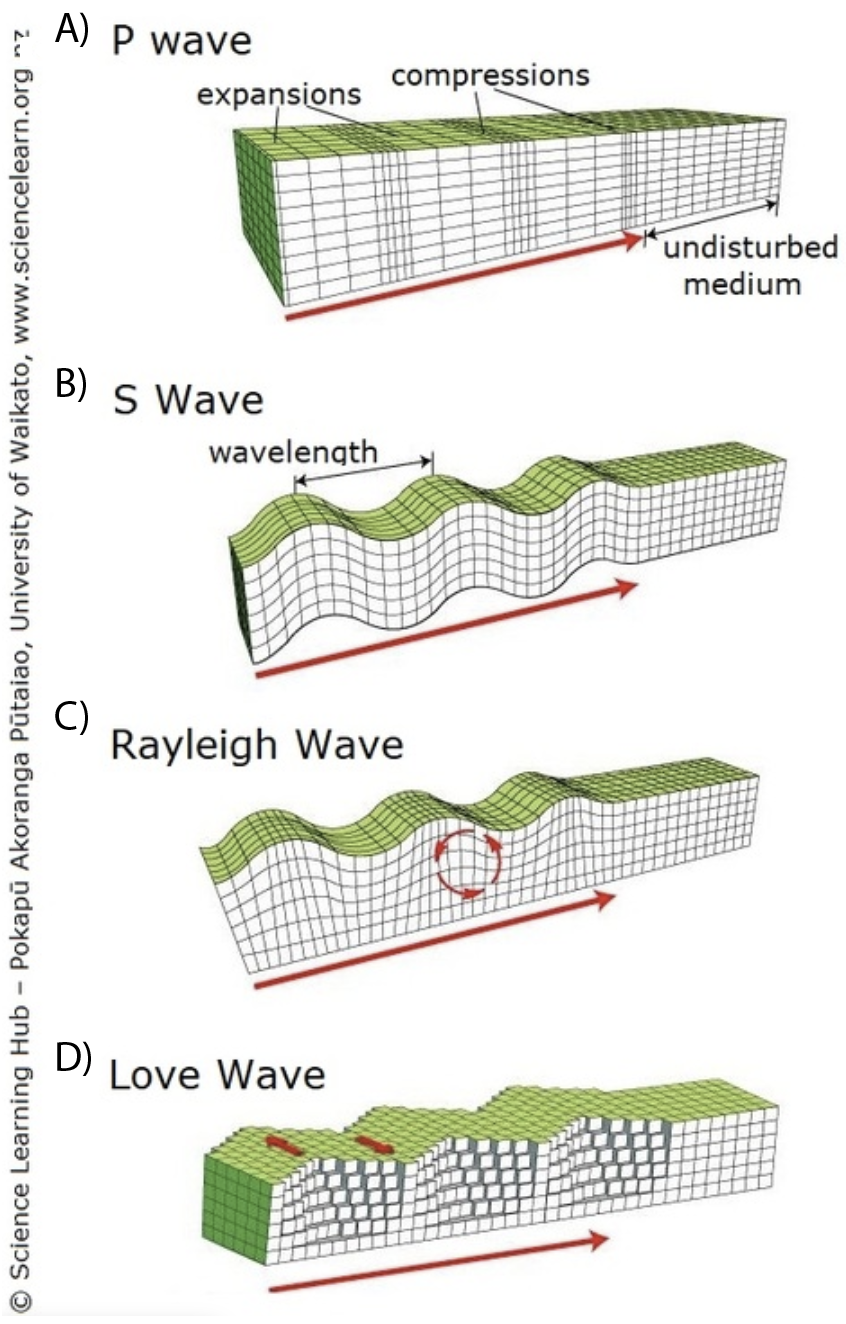 A)
P wave
compressions
expansions
undisturbed
medium
B)
S Wave
wavelength
C)
Rayleigh Wave
D)
Love Wave
© Science Learning Hub – Pokapū Akoranga Pūtaiao, University of Waikato, www.sciencelearn.org